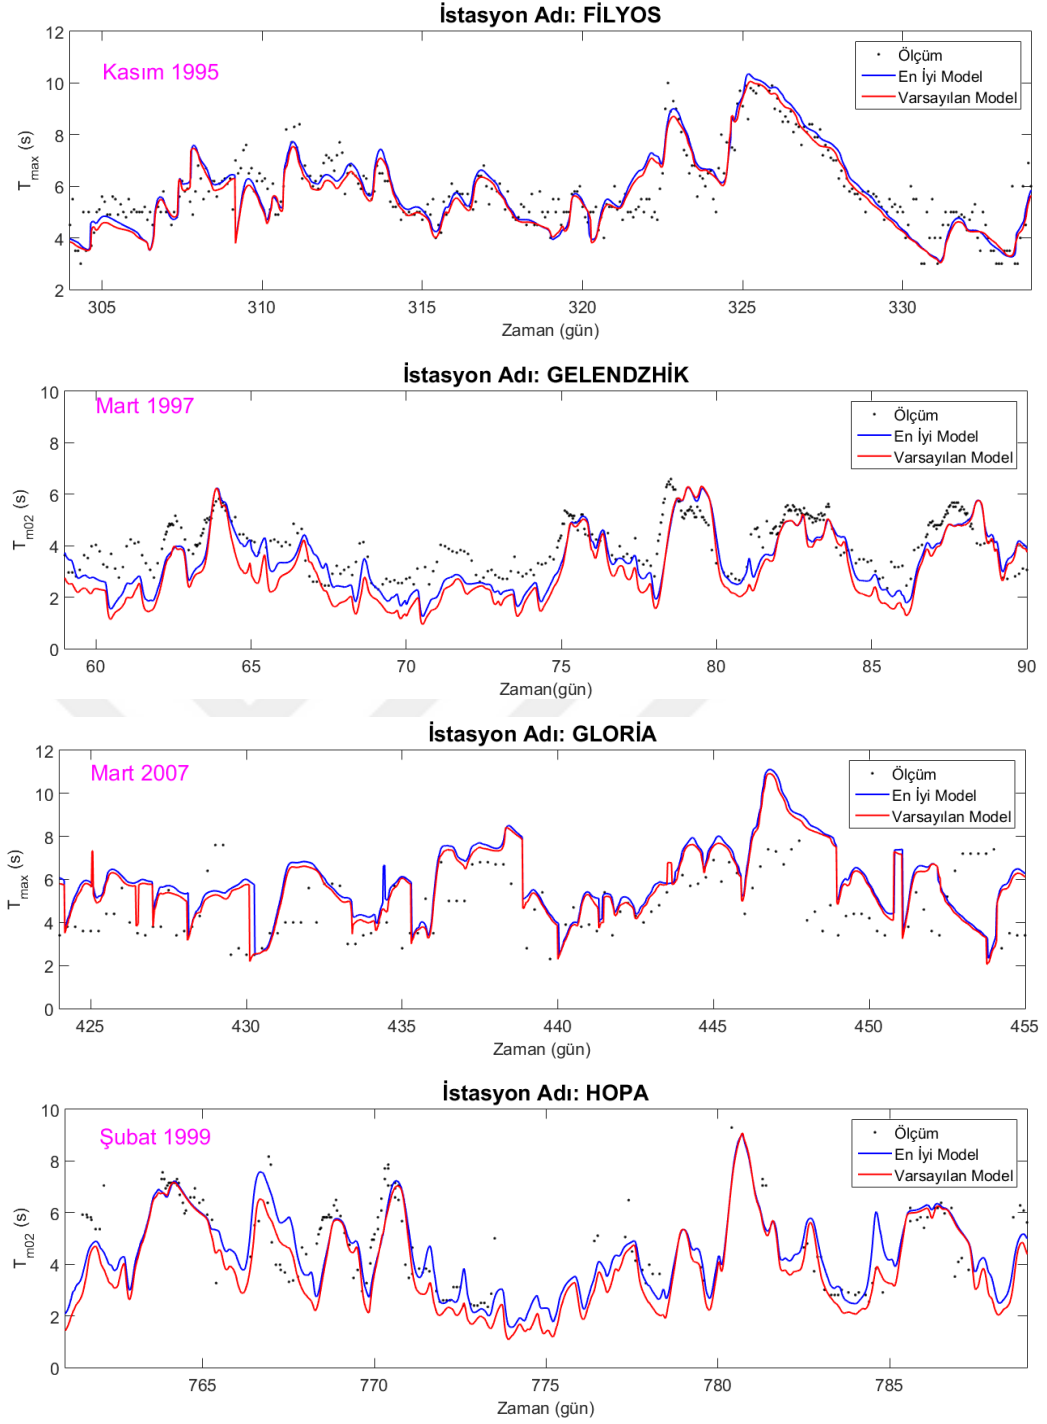 İstasyon Adı: FİLYOS
Kasım 1995
Ölçüm
En İyi Model
Varsayılan Model
T_max (s)
12
10
8
6
4
2
305 310 315 320 325 330
Zaman (gün)
İstasyon Adı: GELENDZHİK
Mart 1997
Ölçüm
En İyi Model
Varsayılan Model
T_m02 (s)
10
8
6
4
2
0
60 65 70 75 80 85 90
Zaman(gün)
İstasyon Adı: GLORİA
Mart 2007
Ölçüm
En İyi Model
Varsayılan Model
T_max (s)
12
10
8
6
4
2
0
425 430 435 440 445 450 455
Zaman (gün)
İstasyon Adı: HOPA
Şubat 1999
Ölçüm
En İyi Model
Varsayılan Model
T_m02 (s)
10
8
6
4
2
0
765 770 775 780 785
Zaman (gün)